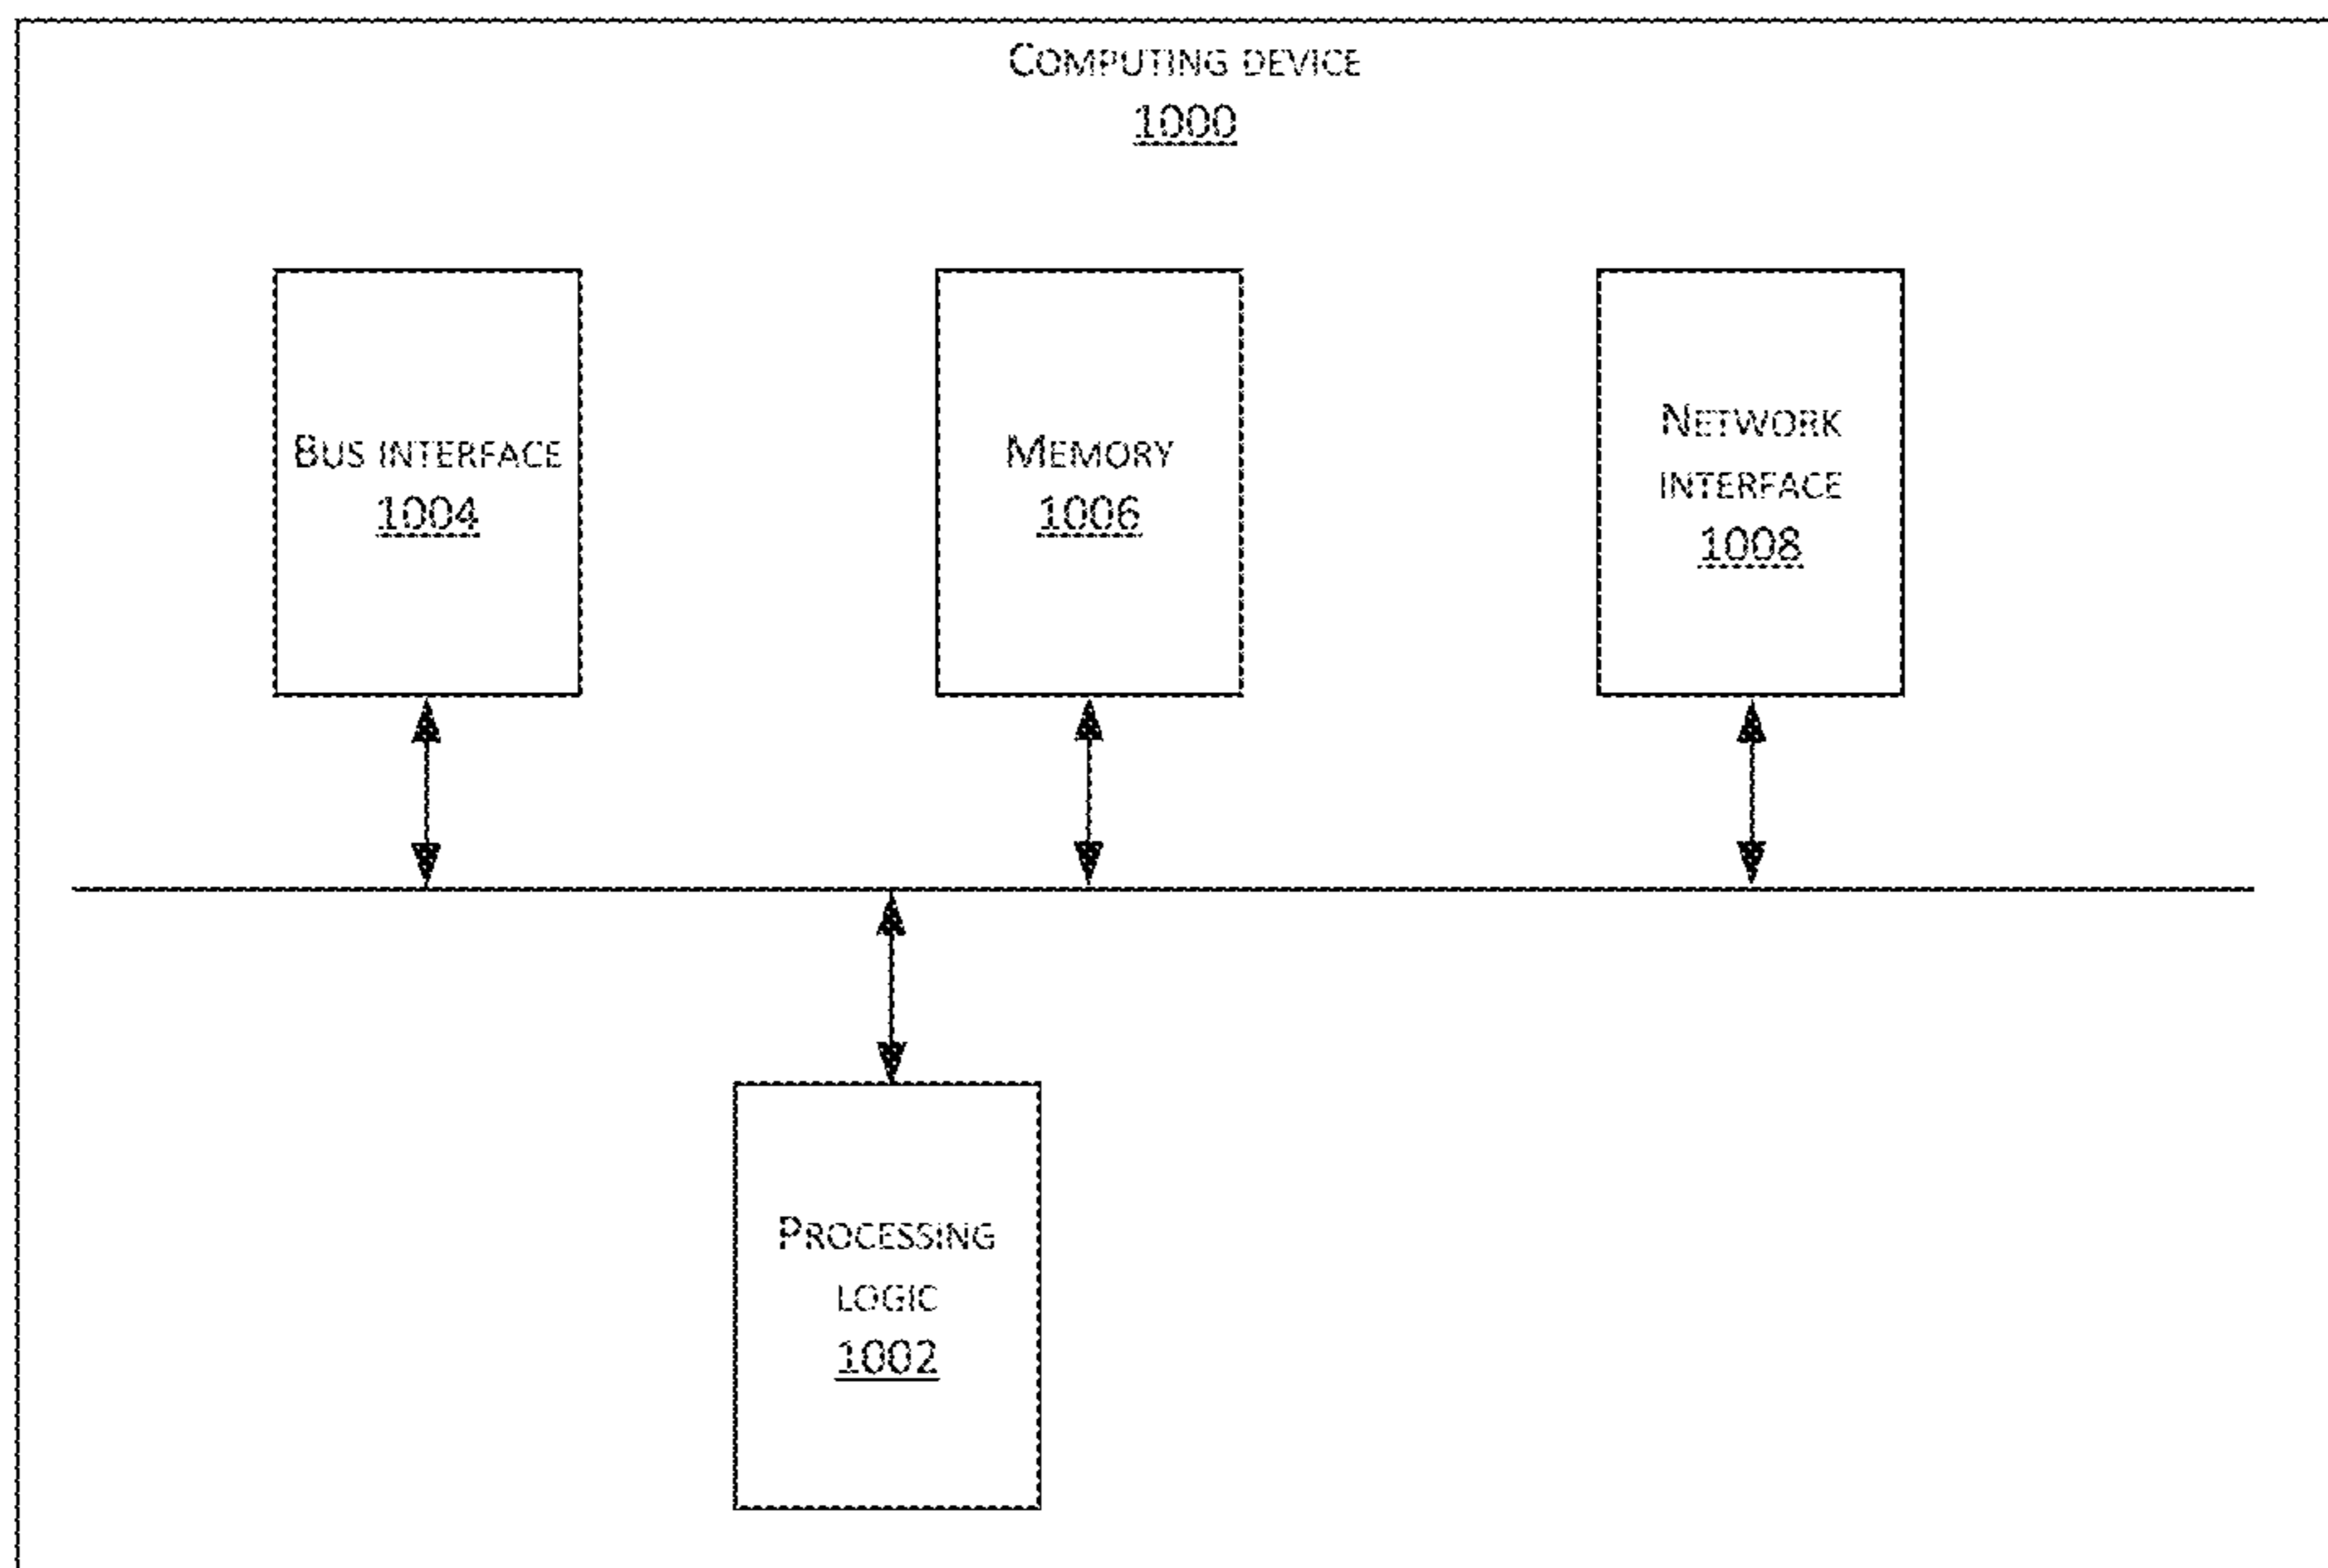 Computing device
1000
Bus interface
1004
Memory
1006
Network
interface
1008
Processing
logic
1002